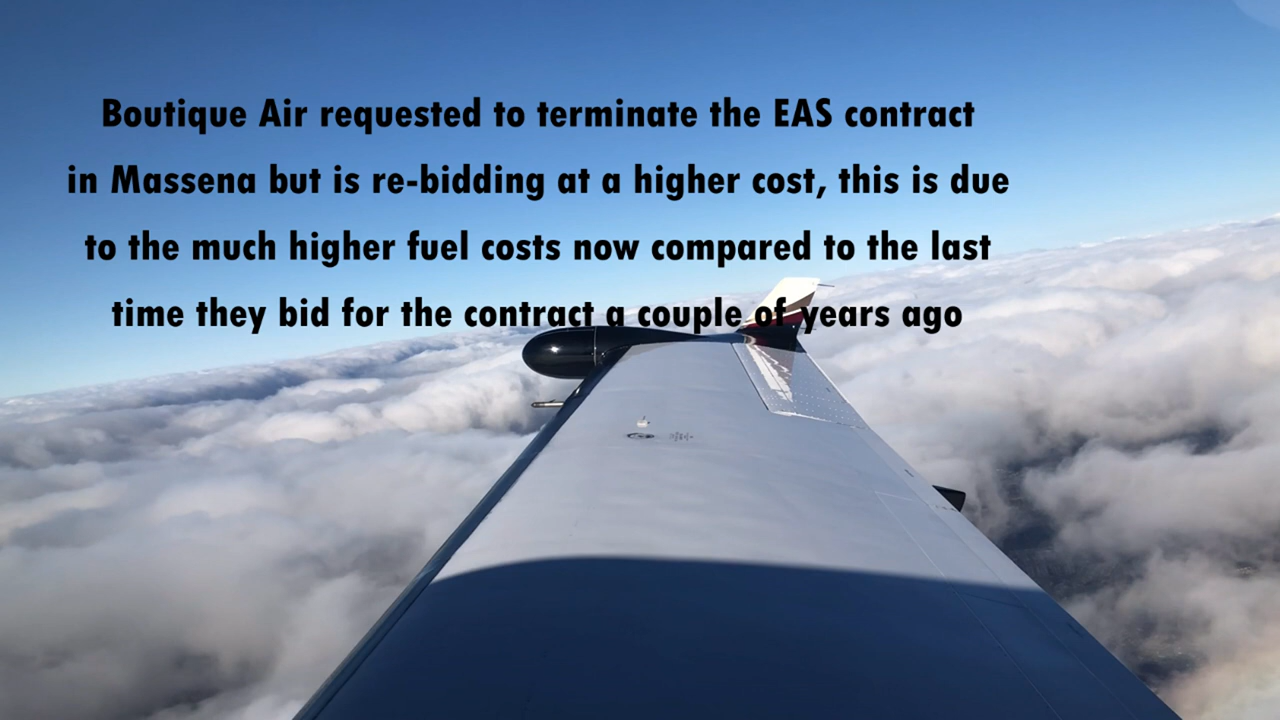 Boutique Air requested to terminate the EAS contract
in Massena but is re-bidding at a higher cost, this is due
to the much higher fuel costs now compared to the last
time they bid for the contract a couple of years ago